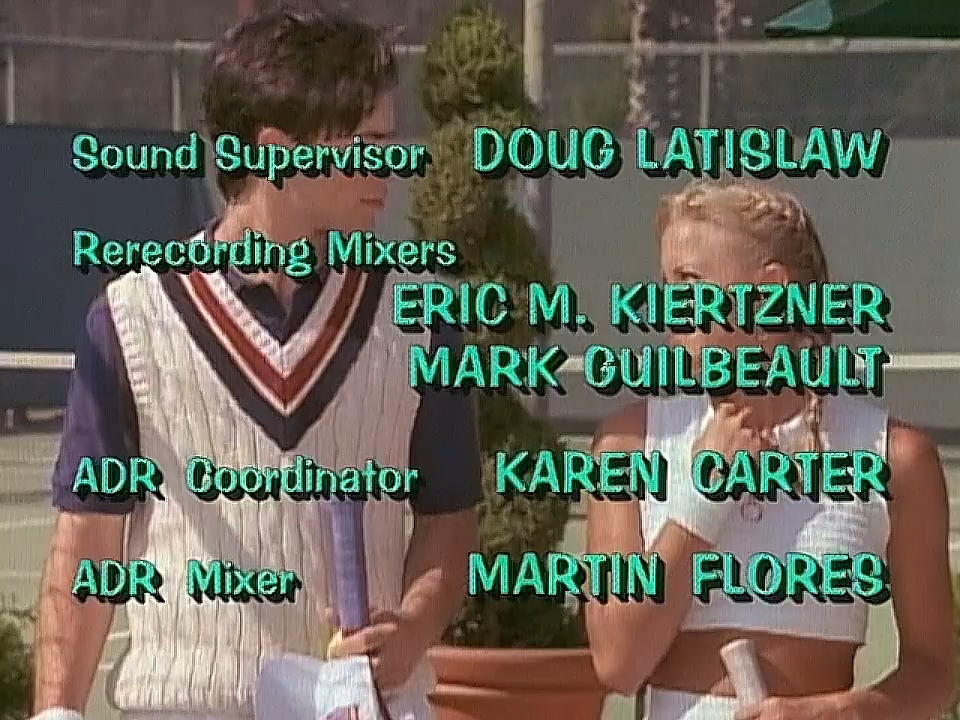 Sound Supervisor DOUG LATISLAW
Rerecording Mixers
ERIC M. KIERTZNER
MARK GUILBEAULT
ADR Coordinator KAREN CARTER
ADR Mixer MARTIN FLORES